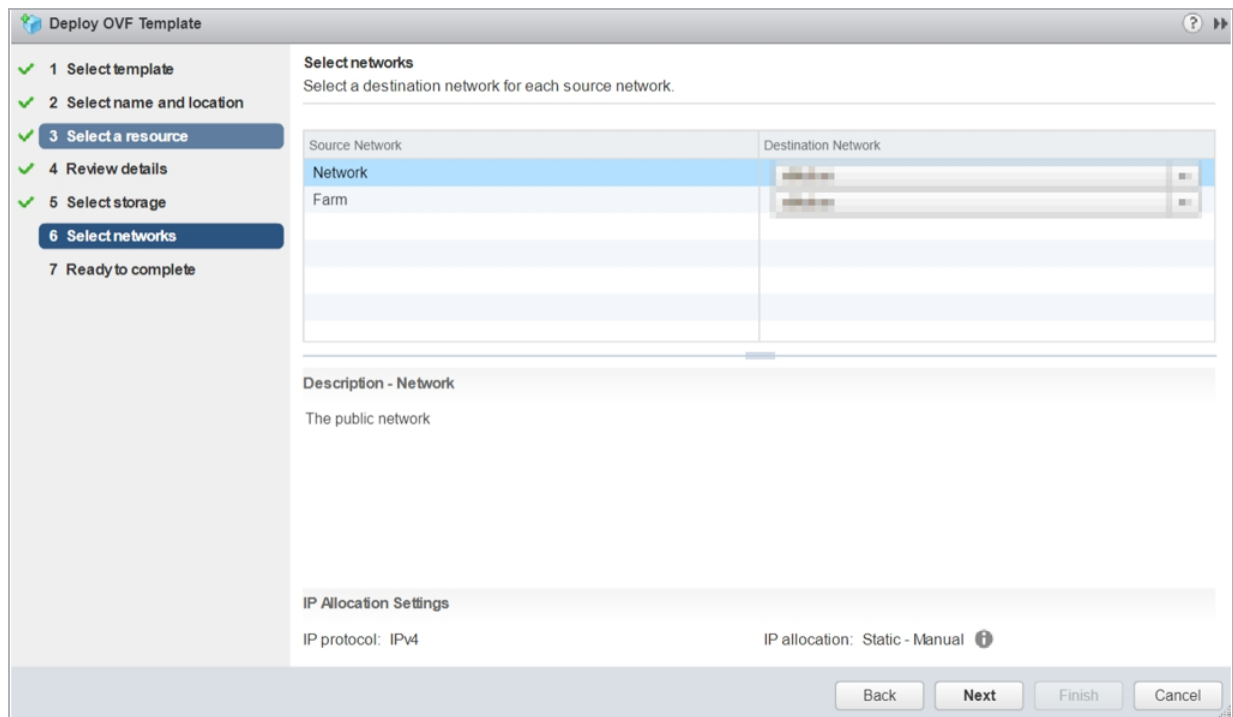 Deploy OVF Template
?
1 Select template
2 Select name and location
3 Select a resource
4 Review details
5 Select storage
6 Select networks
7 Ready to complete
Select networks
Select a destination network for each source network.
Source Network Destination Network
Network
Farm
Description - Network
The public network
IP Allocation Settings
IP protocol: IPv4 IP allocation: Static - Manual
Back Next Finish Cancel